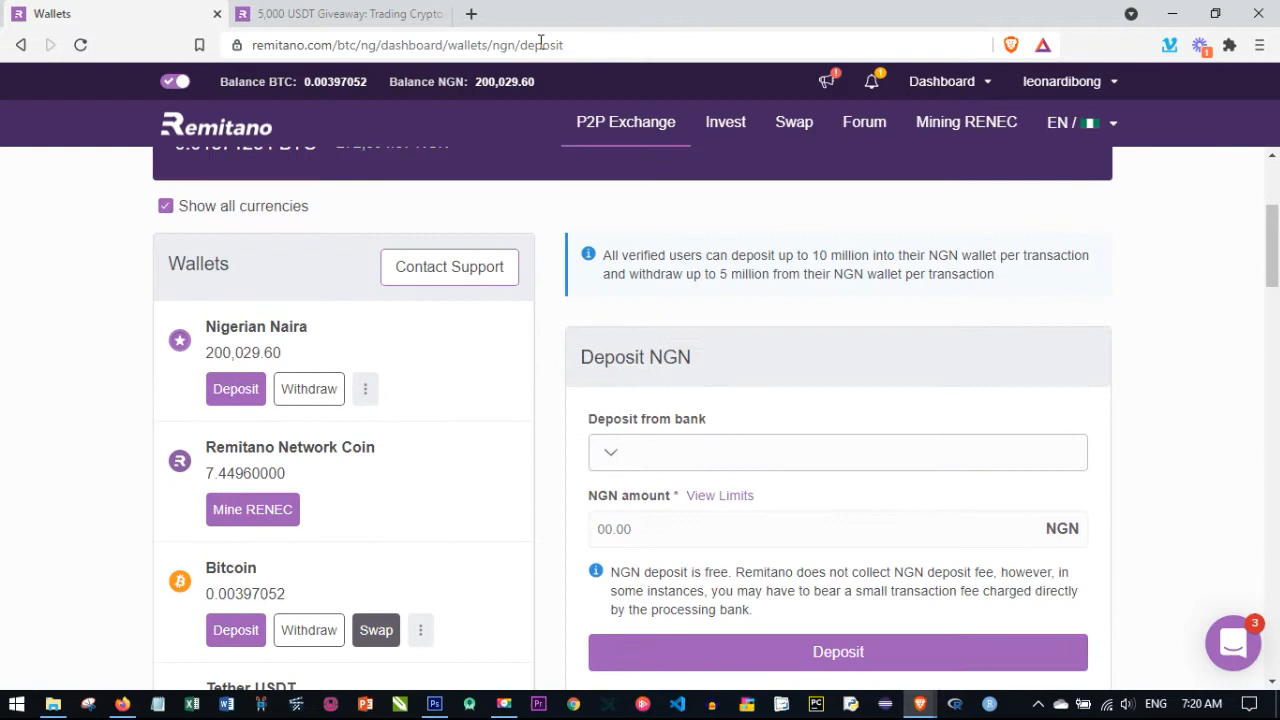 Wallets
5,000 USDT Giveaway: Trading Crypto
remitano.com/btc/ng/dashboard/wallets/ngn/deposit
1
Balance BTC: 0.00397052
Balance NGN: 200,029.60
!
1
Dashboard
leonardibong
Remitano
P2P Exchange
Invest
Swap
Forum
Mining RENEC
EN /
Show all currencies
Wallets
Contact Support
Nigerian Naira
200,029.60
Deposit
Withdraw
Remitano Network Coin
7.44960000
Mine RENEC
Bitcoin
0.00397052
Deposit
Withdraw
Swap
Tether USDT
All verified users can deposit up to 10 million into their NGN wallet per transaction
and withdraw up to 5 million from their NGN wallet per transaction
Deposit NGN
Deposit from bank
NGN amount * View Limits
00.00
NGN
NGN deposit is free. Remitano does not collect NGN deposit fee, however, in
some instances, you may have to bear a small transaction fee charged directly
by the processing bank.
Deposit
3
ENG
7:20 AM